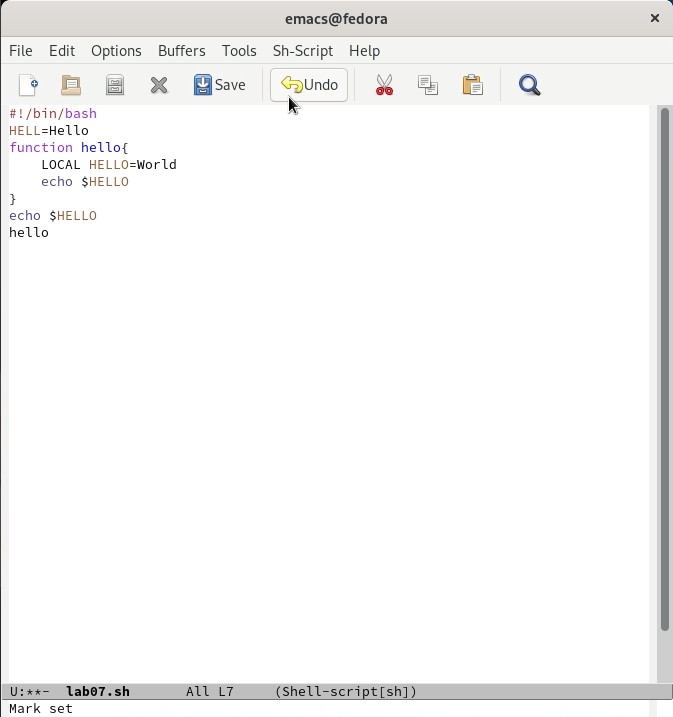 emacs@fedora ×
File Edit Options Buffers Tools Sh-Script Help
Save Undo
#!/bin/bash
HELL=Hello
function hello{
    LOCAL HELLO=World
    echo $HELLO
}
echo $HELLO
hello
U:**-  lab07.sh       All L7     (Shell-script[sh])
Mark set